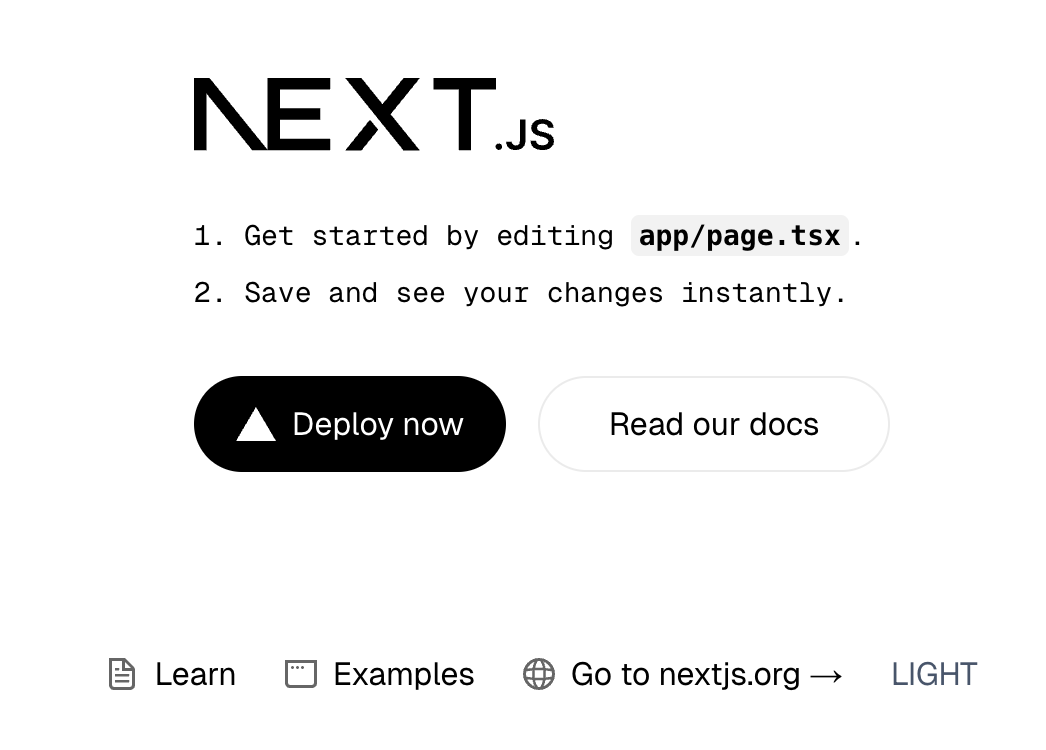 NEXT.JS
1. Get started by editing app/page.tsx.
2. Save and see your changes instantly.
Deploy now
Read our docs
Learn
Examples
Go to nextjs.org →
LIGHT